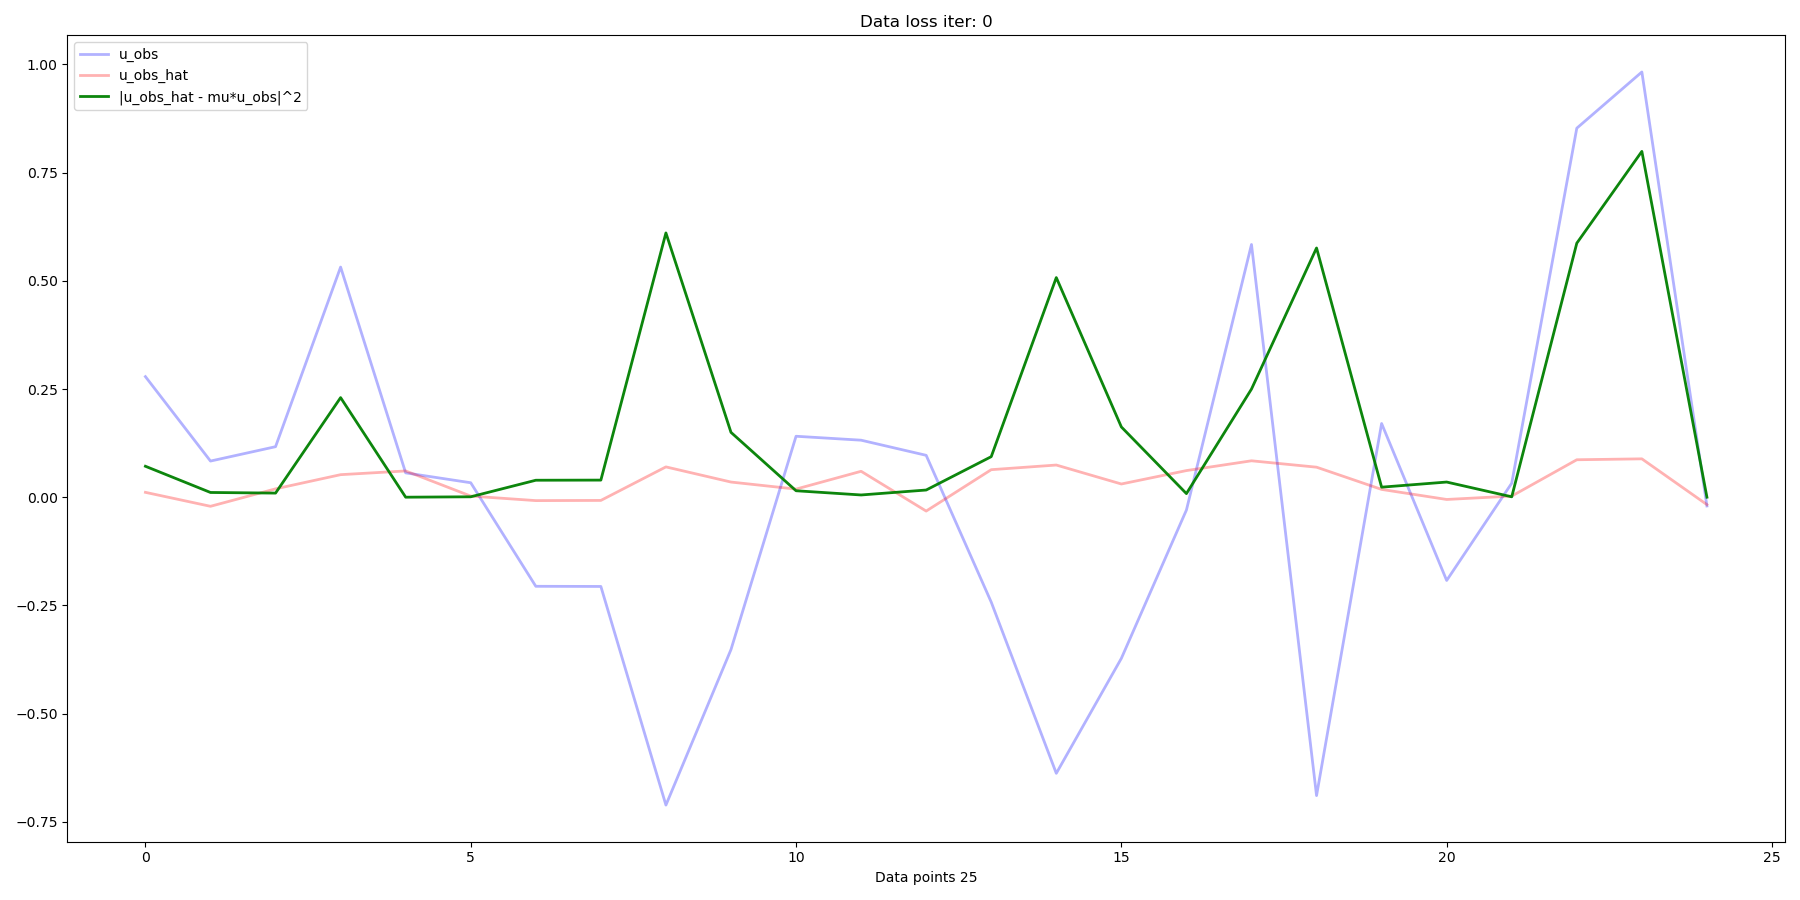 Data loss iter: 0
u_obs
u_obs_hat
|u_obs_hat - mu*u_obs|^2
1.00
0.75
0.50
0.25
0.00
−0.25
−0.50
−0.75
0 5 10 15 20 25
Data points 25